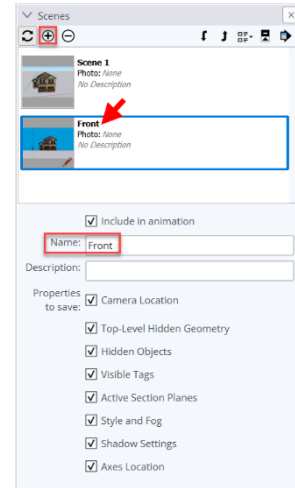 Scenes
Scene 1
Photo: None
No Description
Front
Photo: None
No Description
Include in animation
Name: Front
Description:
Properties
to save:
Camera Location
Top-Level Hidden Geometry
Hidden Objects
Visible Tags
Active Section Planes
Style and Fog
Shadow Settings
Axes Location